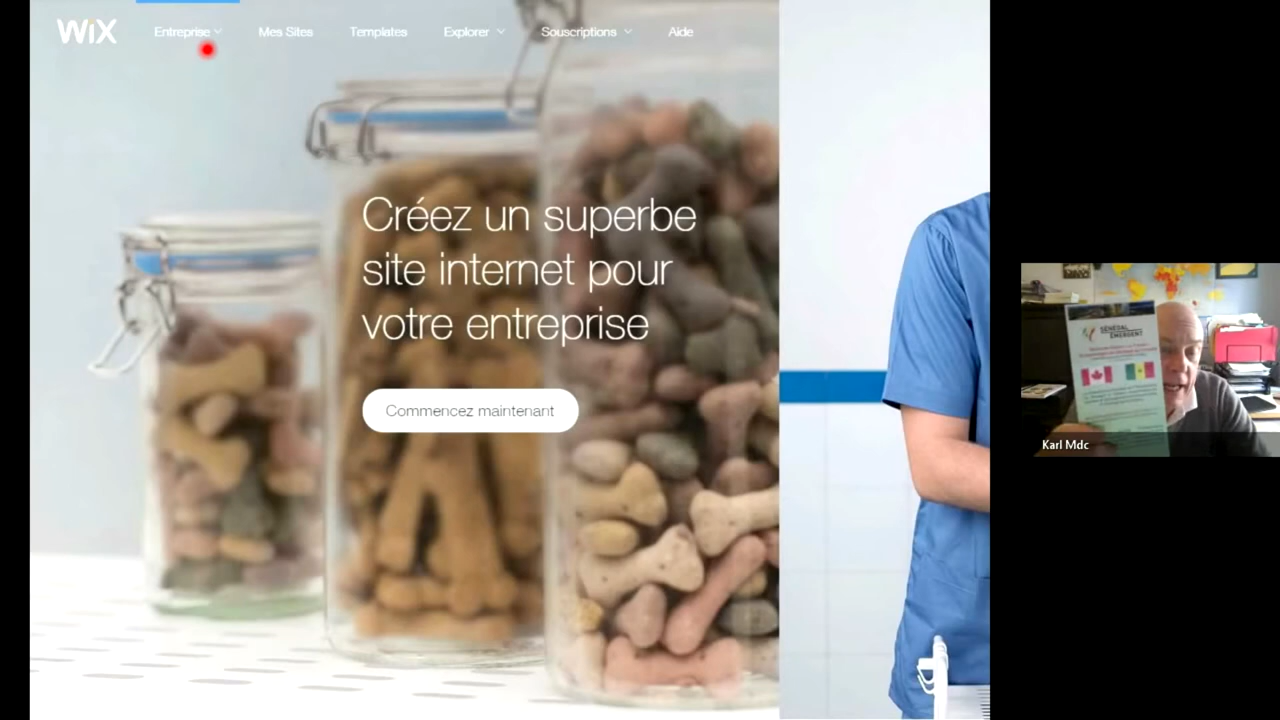 WiX
Entreprise
Mes Sites
Templates
Explorer
Souscriptions
Aide
Créez un superbe
site internet pour
votre entreprise
Commencez maintenant
SÉNÉGAL
ÉMERGENT
Karl Mdc